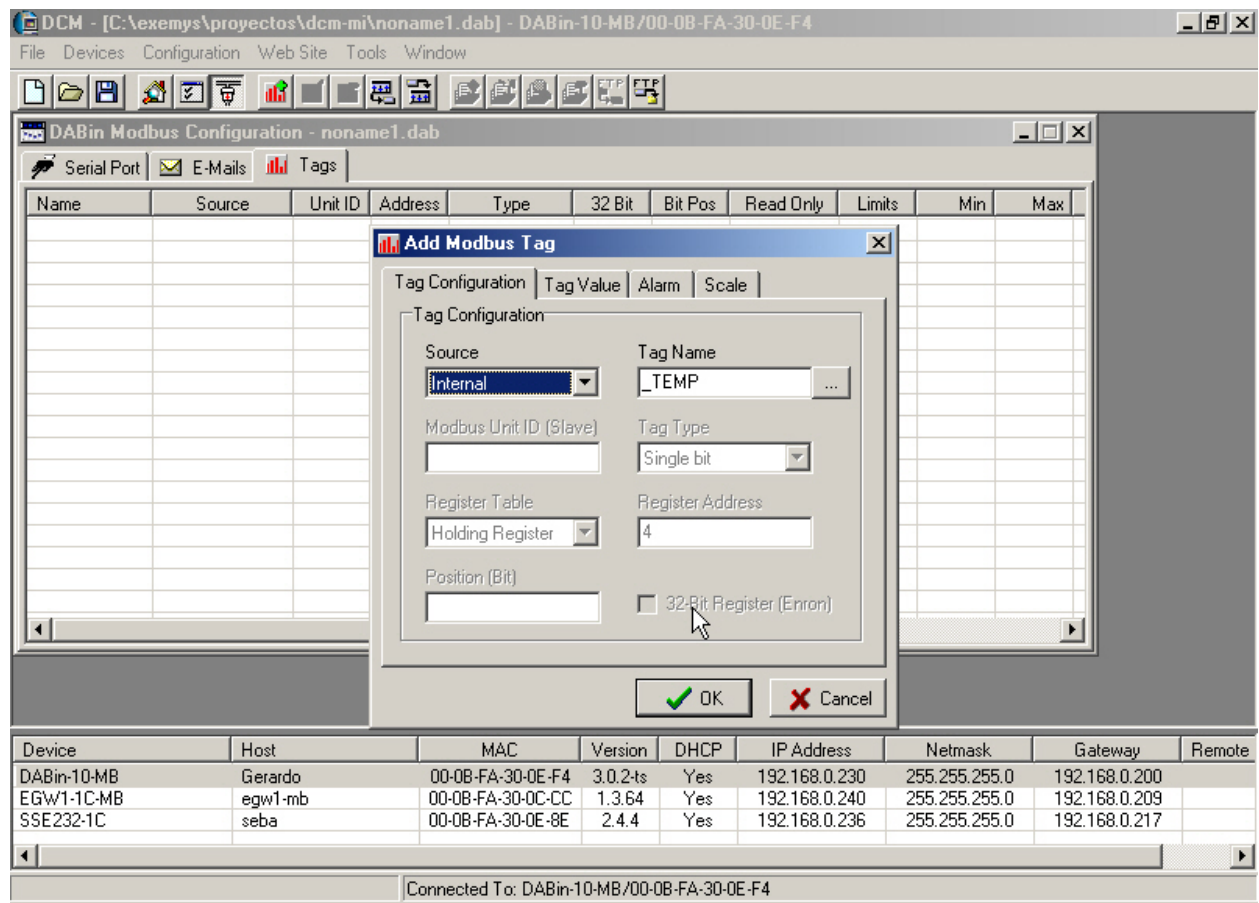 DCM - [C:\exemys\proyectos\dcm-mi\noname1.dab] - DABin-10-MB/00-0B-FA-30-0E-F4
File Devices Configuration Web Site Tools Window
FTP FTP
DABin Modbus Configuration - noname1.dab
Serial Port E-Mails Tags
Name Source Unit ID Address Type 32 Bit Bit Pos Read Only Limits Min Max
Add Modbus Tag
Tag Configuration Tag Value Alarm Scale
Tag Configuration
Source Tag Name
Internal _TEMP ...
Modbus Unit ID (Slave) Tag Type
Single bit
Register Table Register Address
Holding Register 4
Position (Bit)
32-Bit Register (Enron)
OK Cancel
Device Host MAC Version DHCP IP Address Netmask Gateway Remote
DABin-10-MB Gerardo 00-0B-FA-30-0E-F4 3.0.2-ts Yes 192.168.0.230 255.255.255.0 192.168.0.200
EGW1-1C-MB egw1-mb 00-0B-FA-30-0C-CC 1.3.64 Yes 192.168.0.240 255.255.255.0 192.168.0.209
SSE232-1C seba 00-0B-FA-30-0E-8E 2.4.4 Yes 192.168.0.236 255.255.255.0 192.168.0.217
Connected To: DABin-10-MB/00-0B-FA-30-0E-F4